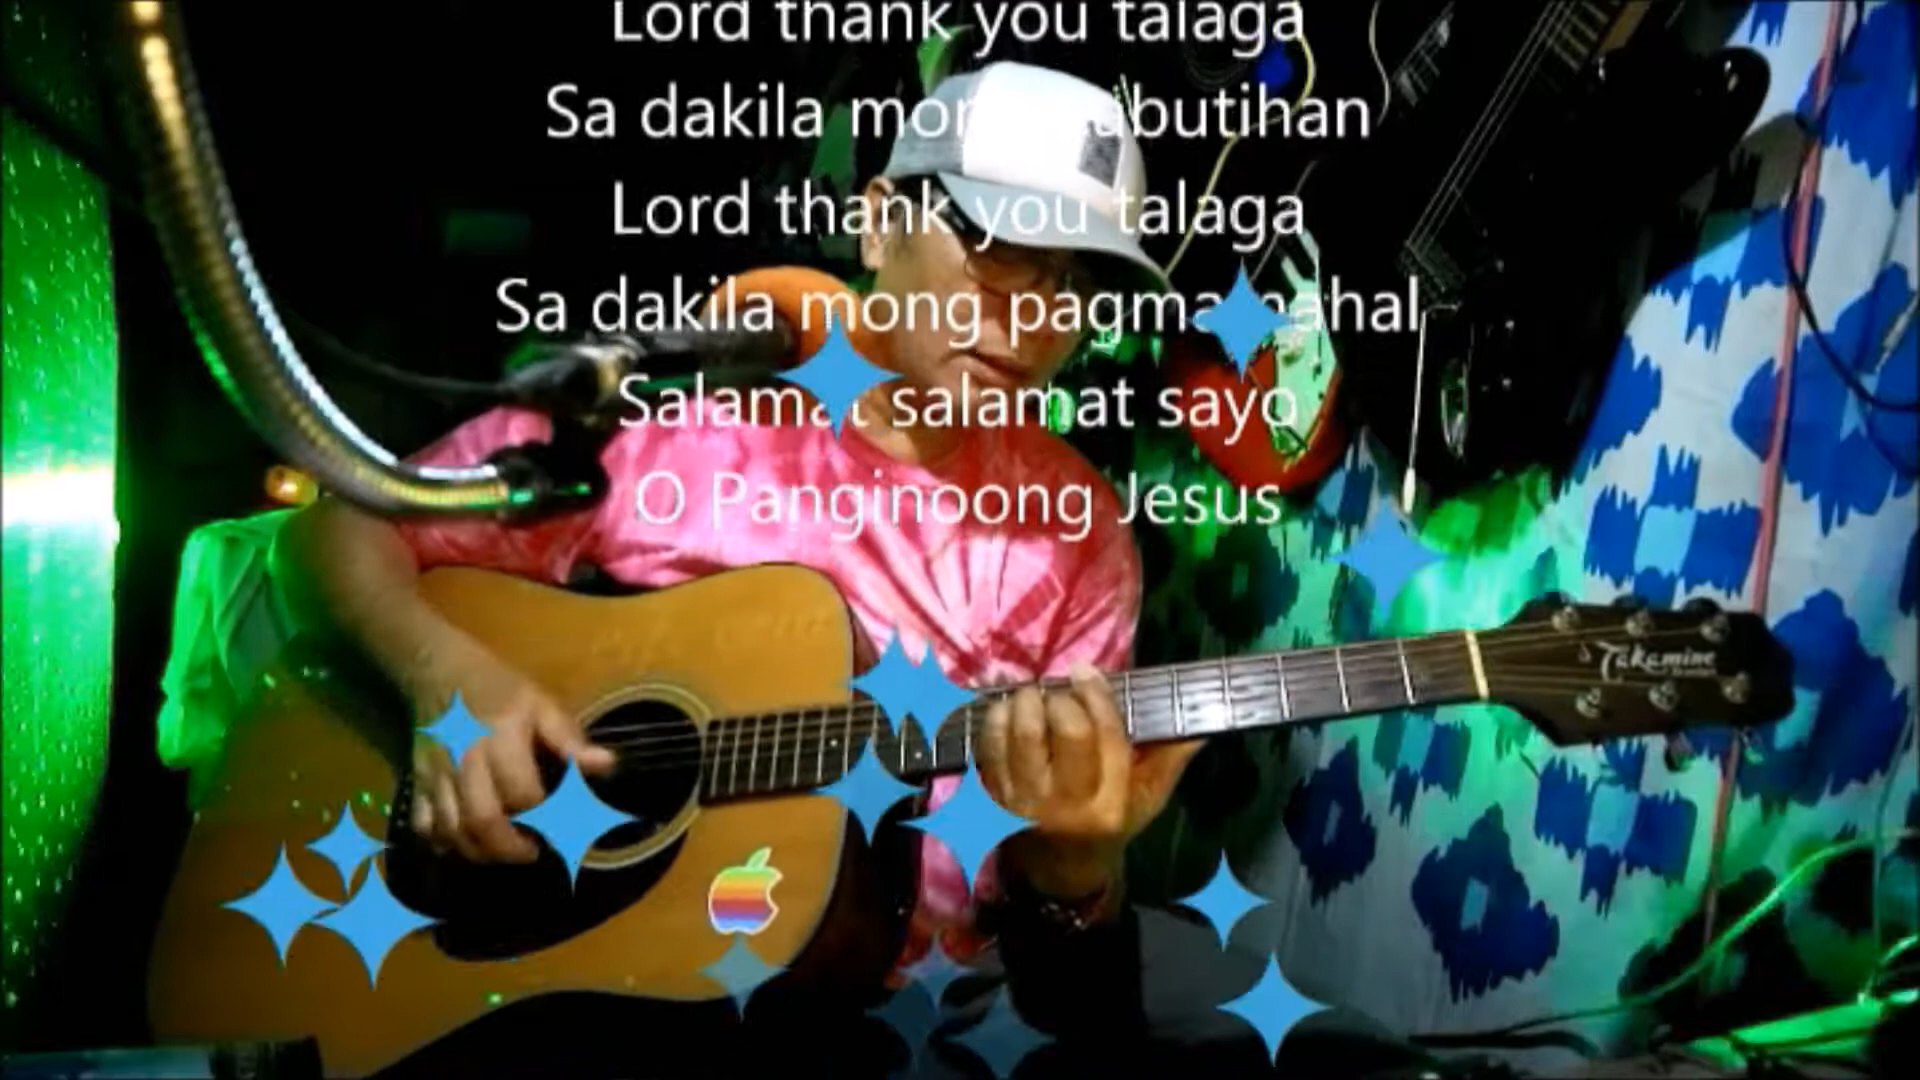 Lord thank you talaga
Sa dakila mong
Lord thank you talaga
Sa dakila mong
Salamat salamat sayo
O Panginoong Jesus
Takamine